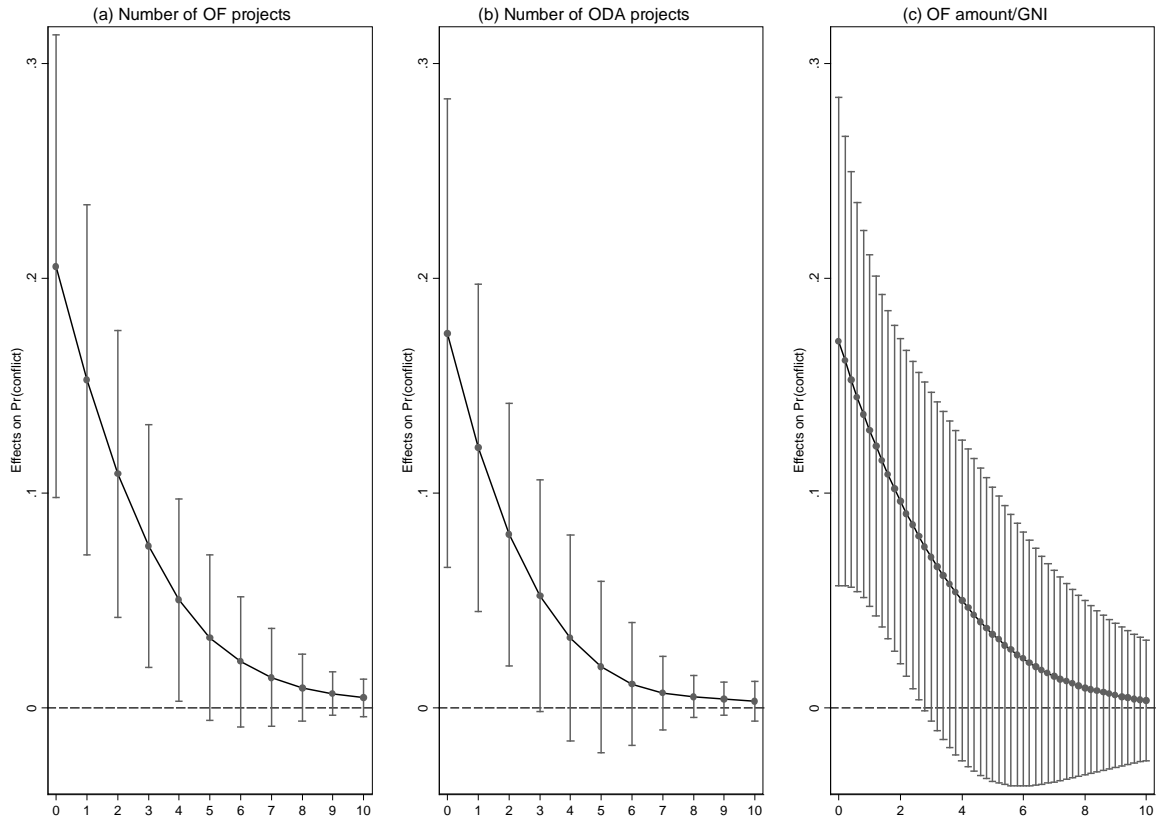 (a) Number of OF projects
Effects on Pr(conflict)
.3
.2
.1
0
0 1 2 3 4 5 6 7 8 9 10
(b) Number of ODA projects
Effects on Pr(conflict)
.3
.2
.1
0
0 1 2 3 4 5 6 7 8 9 10
(c) OF amount/GNI
Effects on Pr(conflict)
.3
.2
.1
0
0 2 4 6 8 10